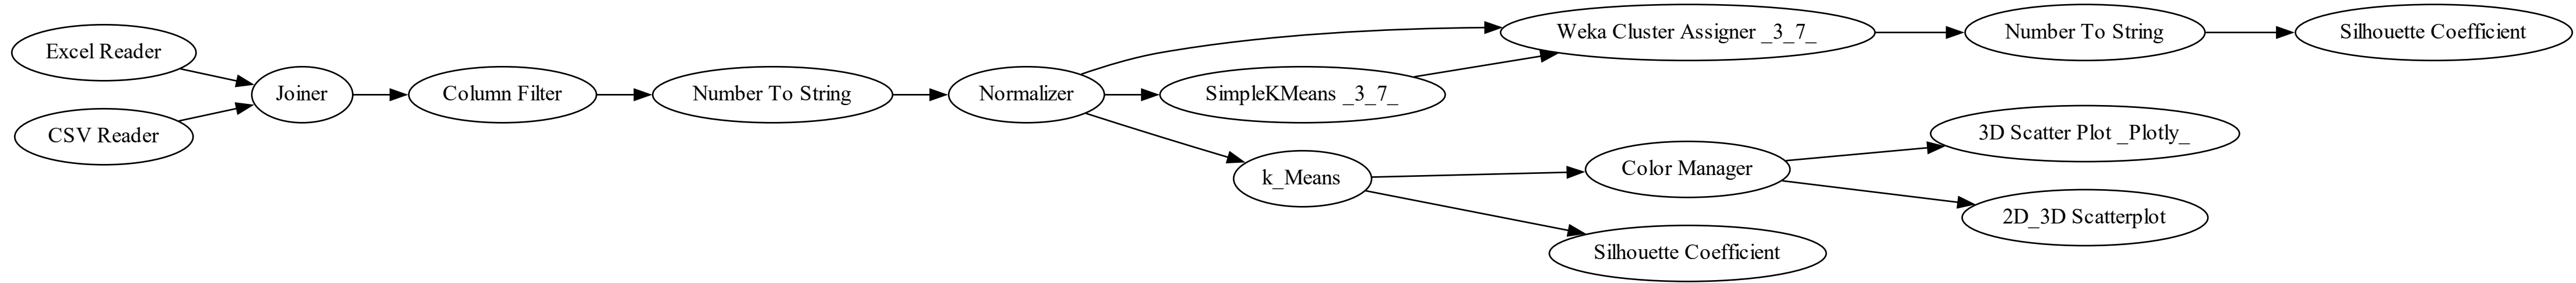 Excel Reader
CSV Reader
Joiner
Column Filter
Number To String
Normalizer
SimpleKMeans _3_7_
k_Means
Weka Cluster Assigner _3_7_
Color Manager
Silhouette Coefficient
Number To String
3D Scatter Plot _Plotly_
2D_3D Scatterplot
Silhouette Coefficient